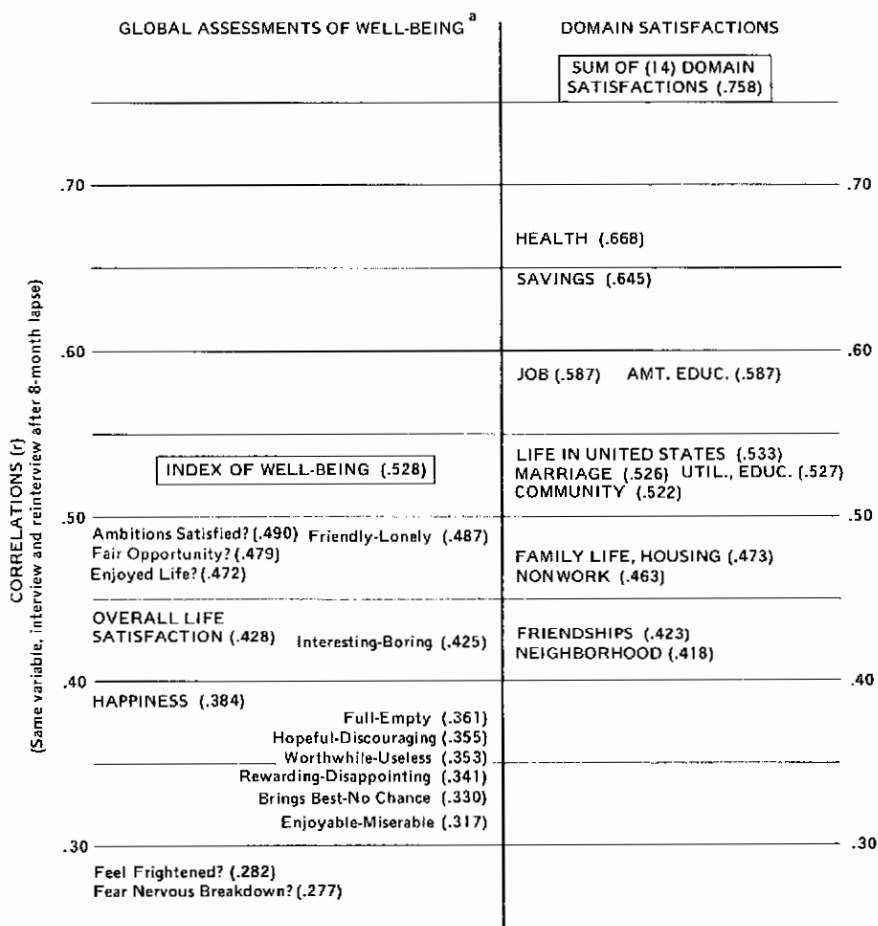 GLOBAL ASSESSMENTS OF WELL-BEING a
DOMAIN SATISFACTIONS
SUM OF (14) DOMAIN
SATISFACTIONS (.758)
.70
.70
HEALTH (.668)
SAVINGS (.645)
.60
.60
JOB (.587) AMT. EDUC. (.587)
CORRELATIONS (r)
(Same variable, interview and reinterview after 8-month lapse)
INDEX OF WELL-BEING (.528)
LIFE IN UNITED STATES (.533)
MARRIAGE (.526) UTIL., EDUC. (.527)
COMMUNITY (.522)
.50
.50
Ambitions Satisfied? (.490) Friendly-Lonely (.487)
Fair Opportunity? (.479)
Enjoyed Life? (.472)
FAMILY LIFE, HOUSING (.473)
NONWORK (.463)
OVERALL LIFE
SATISFACTION (.428) Interesting-Boring (.425)
FRIENDSHIPS (.423)
NEIGHBORHOOD (.418)
.40
.40
HAPPINESS (.384)
Full-Empty (.361)
Hopeful-Discouraging (.355)
Worthwhile-Useless (.353)
Rewarding-Disappointing (.341)
Brings Best-No Chance (.330)
Enjoyable-Miserable (.317)
.30
.30
Feel Frightened? (.282)
Fear Nervous Breakdown? (.277)